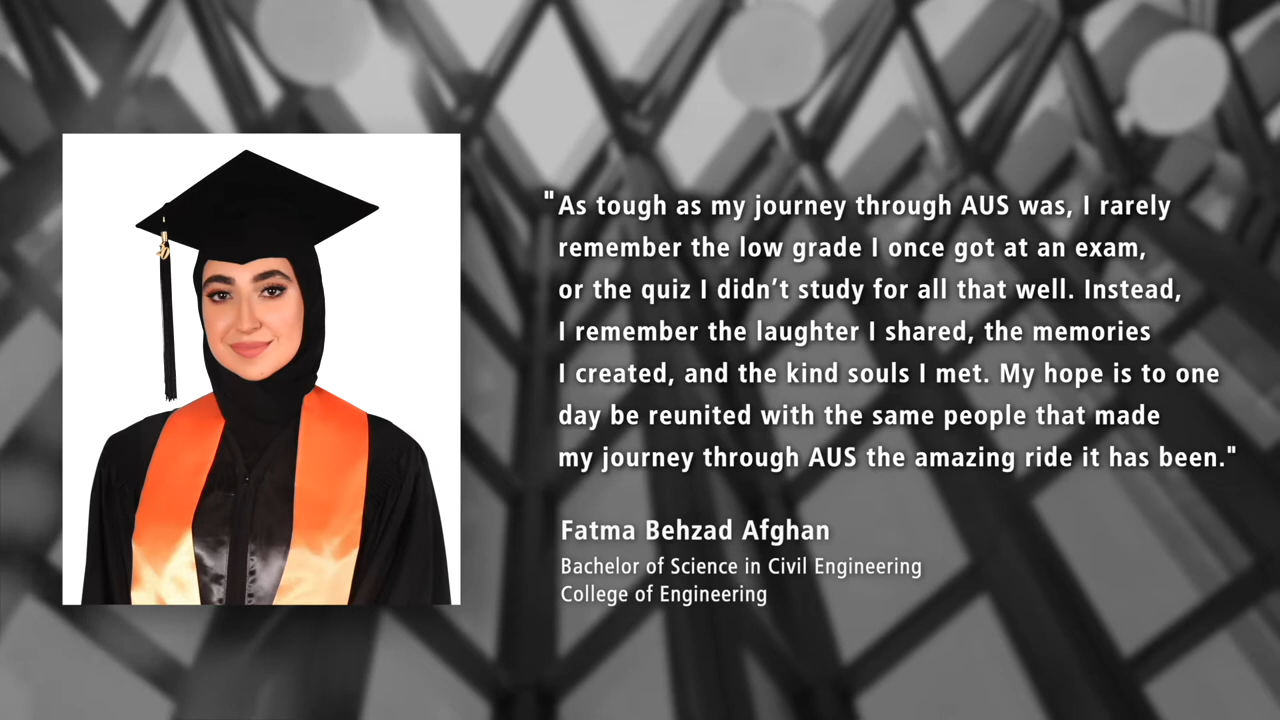 "As tough as my journey through AUS was, I rarely
remember the low grade I once got at an exam,
or the quiz I didn’t study for all that well. Instead,
I remember the laughter I shared, the memories
I created, and the kind souls I met. My hope is to one
day be reunited with the same people that made
my journey through AUS the amazing ride it has been."
Fatma Behzad Afghan
Bachelor of Science in Civil Engineering
College of Engineering